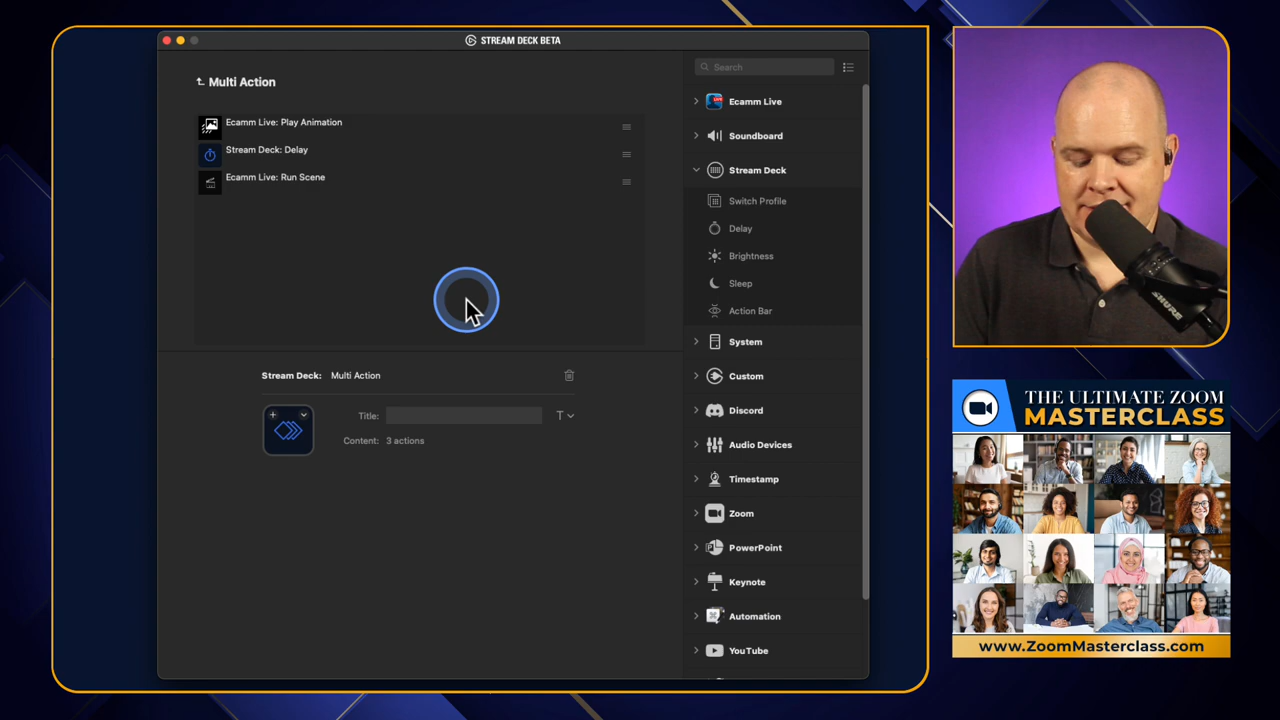 STREAM DECK BETA
Multi Action
Ecamm Live: Play Animation
Stream Deck: Delay
Ecamm Live: Run Scene
Stream Deck: Multi Action
Title:
T
Content: 3 actions
Search
Ecamm Live
Soundboard
Stream Deck
Switch Profile
Delay
Brightness
Sleep
Action Bar
System
Custom
Discord
Audio Devices
Timestamp
Zoom
PowerPoint
Keynote
Automation
YouTube
SHURE
THE ULTIMATE ZOOM
MASTERCLASS
www.ZoomMasterclass.com